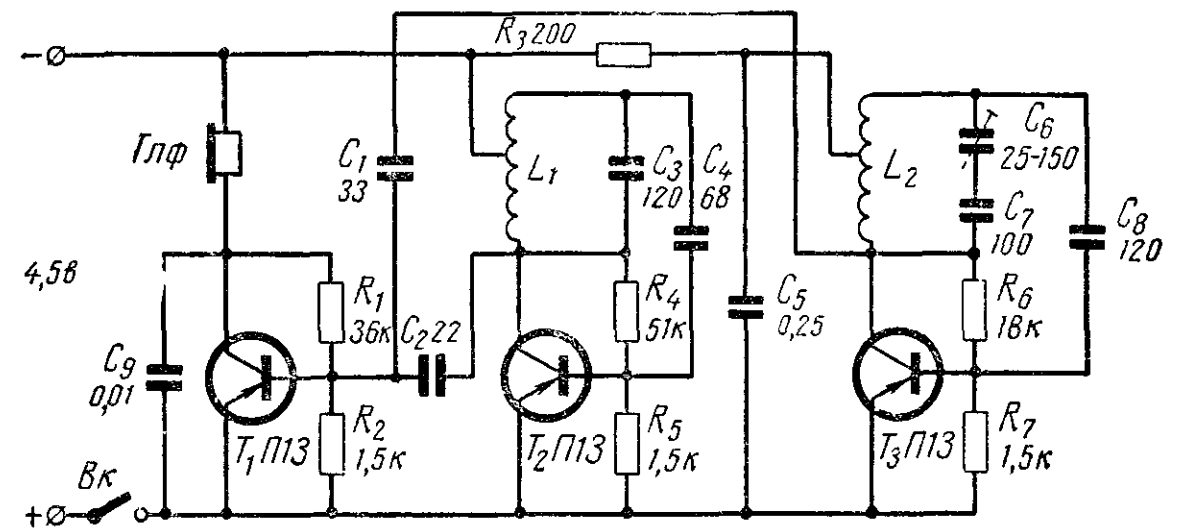 −
R3 200
Тлф
C1
33
L1
C3
120
C4
68
L2
C6
25-150
C7
100
C8
120
4,5в
R1
36к
C2 22
R4
51к
C5
0,25
R6
18к
C9
0,01
T1 П13
R2
1,5к
T2 П13
R5
1,5к
T3 П13
R7
1,5к
Вк
+